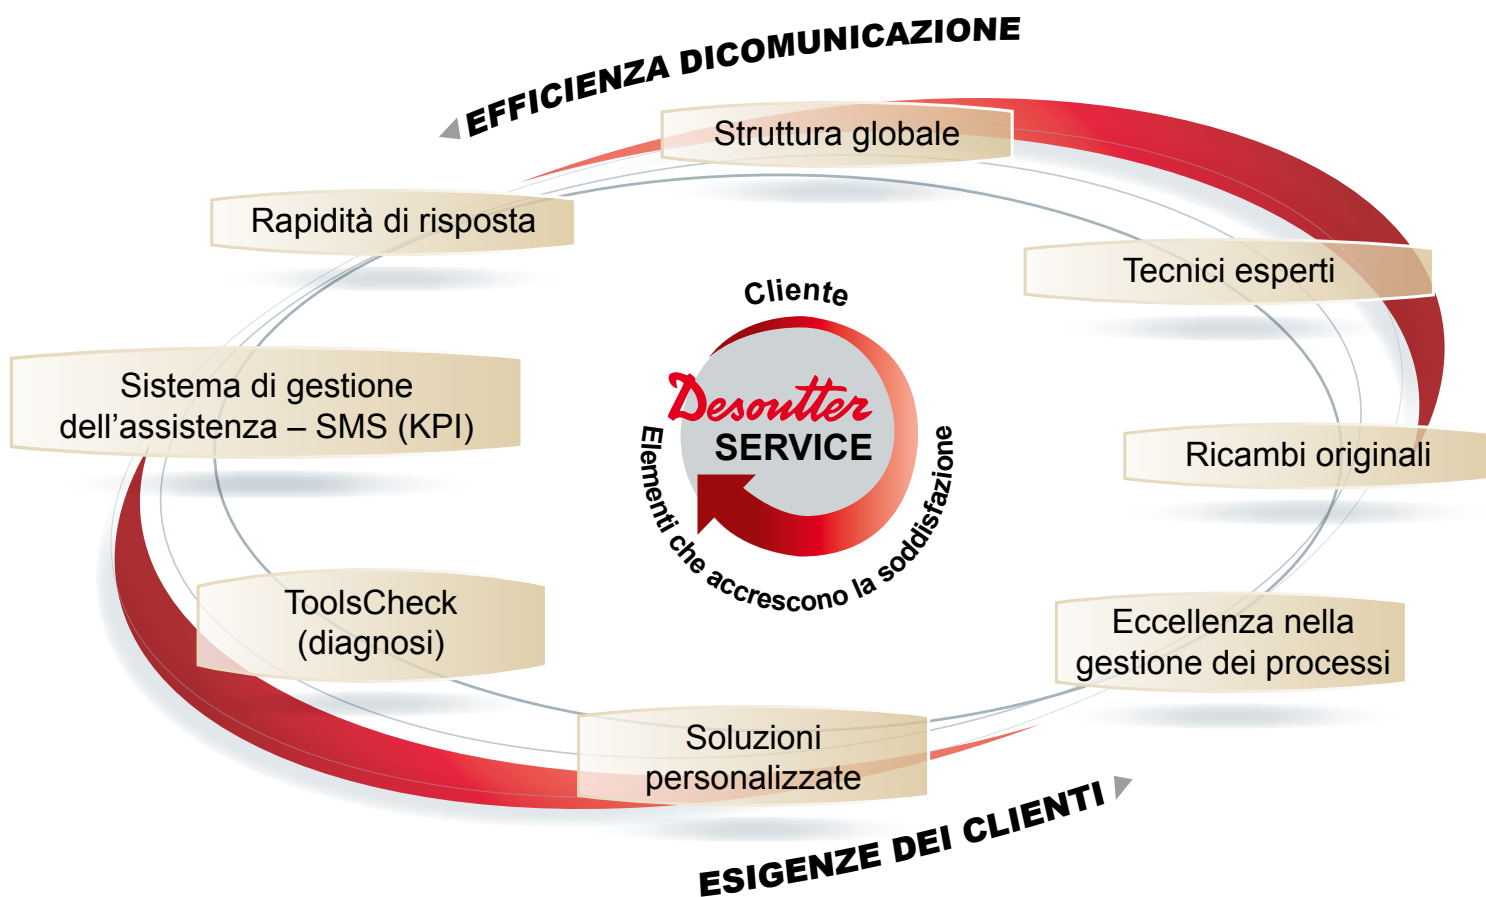 EFFICIENZA DICOMUNICAZIONE
Struttura globale
Rapidità di risposta
Tecnici esperti
Cliente
Sistema di gestione
dell’assistenza – SMS (KPI)
Desoutter
SERVICE
Ricambi originali
Elementi che accrescono la soddisfazione
ToolsCheck
(diagnosi)
Eccellenza nella
gestione dei processi
Soluzioni
personalizzate
ESIGENZE DEI CLIENTI